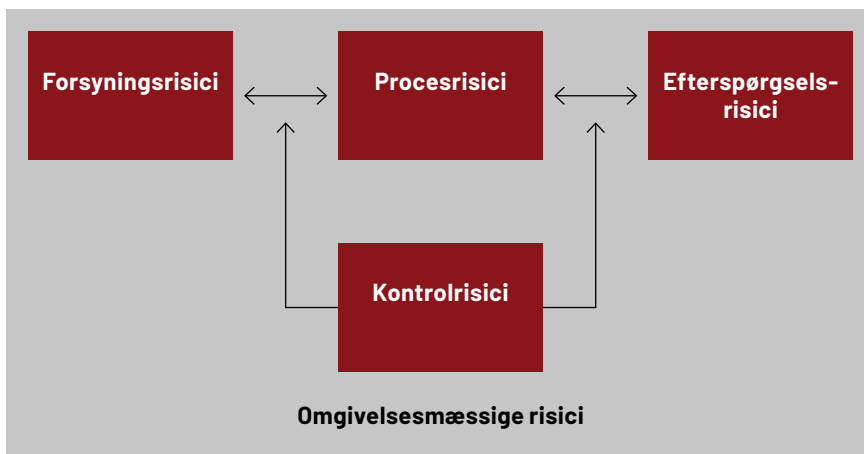 Forsyningsrisici
Procesrisici
Efterspørgsels-
risici
Kontrolrisici
Omgivelsesmæssige risici